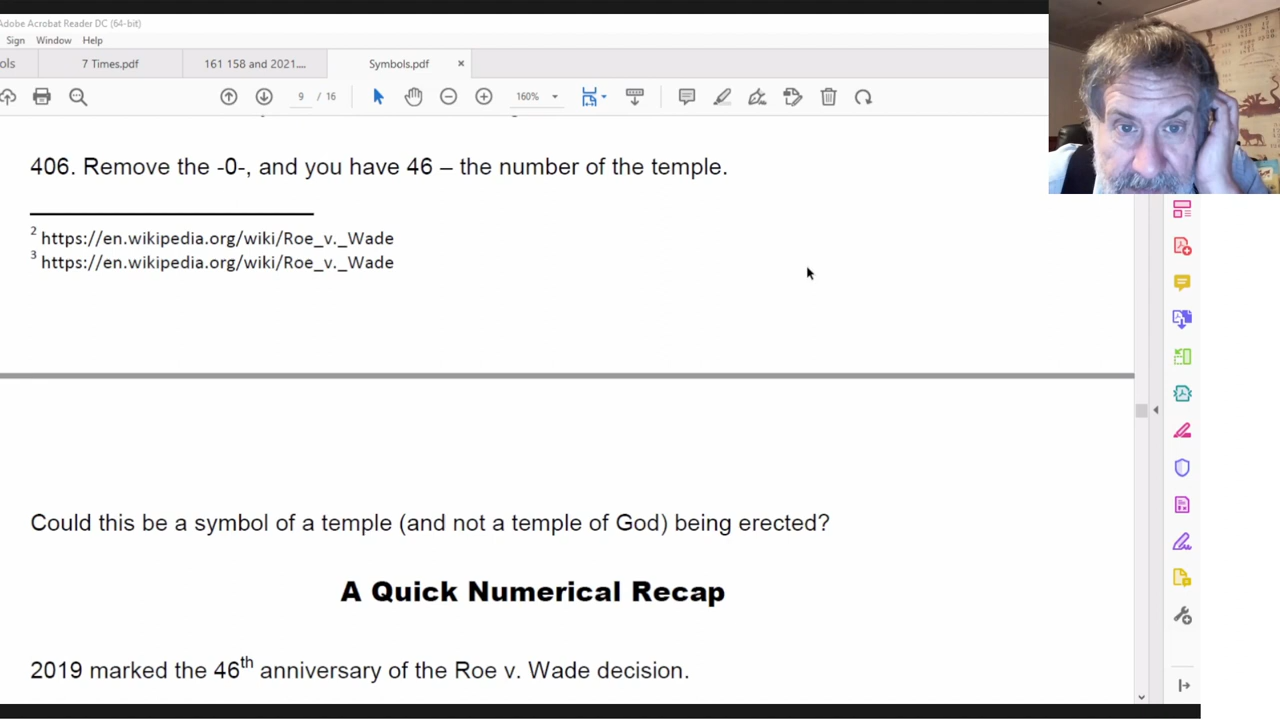 Adobe Acrobat Reader DC (64-bit)
Sign Window Help
ols 7 Times.pdf 161 158 and 2021.... Symbols.pdf ×
9 / 16 160%
406. Remove the -0-, and you have 46 – the number of the temple.
2 https://en.wikipedia.org/wiki/Roe_v._Wade
3 https://en.wikipedia.org/wiki/Roe_v._Wade
Could this be a symbol of a temple (and not a temple of God) being erected?
A Quick Numerical Recap
2019 marked the 46th anniversary of the Roe v. Wade decision.